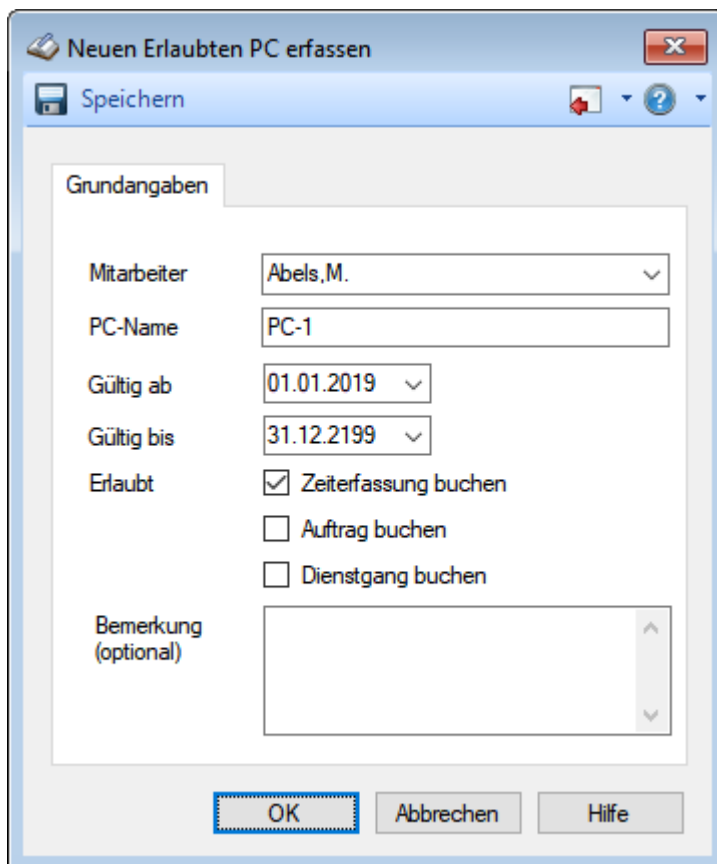 Neuen Erlaubten PC erfassen
Speichern
Grundangaben
Mitarbeiter Abels,M.
PC-Name PC-1
Gültig ab 01.01.2019
Gültig bis 31.12.2199
Erlaubt Zeiterfassung buchen
Auftrag buchen
Dienstgang buchen
Bemerkung
(optional)
OK Abbrechen Hilfe